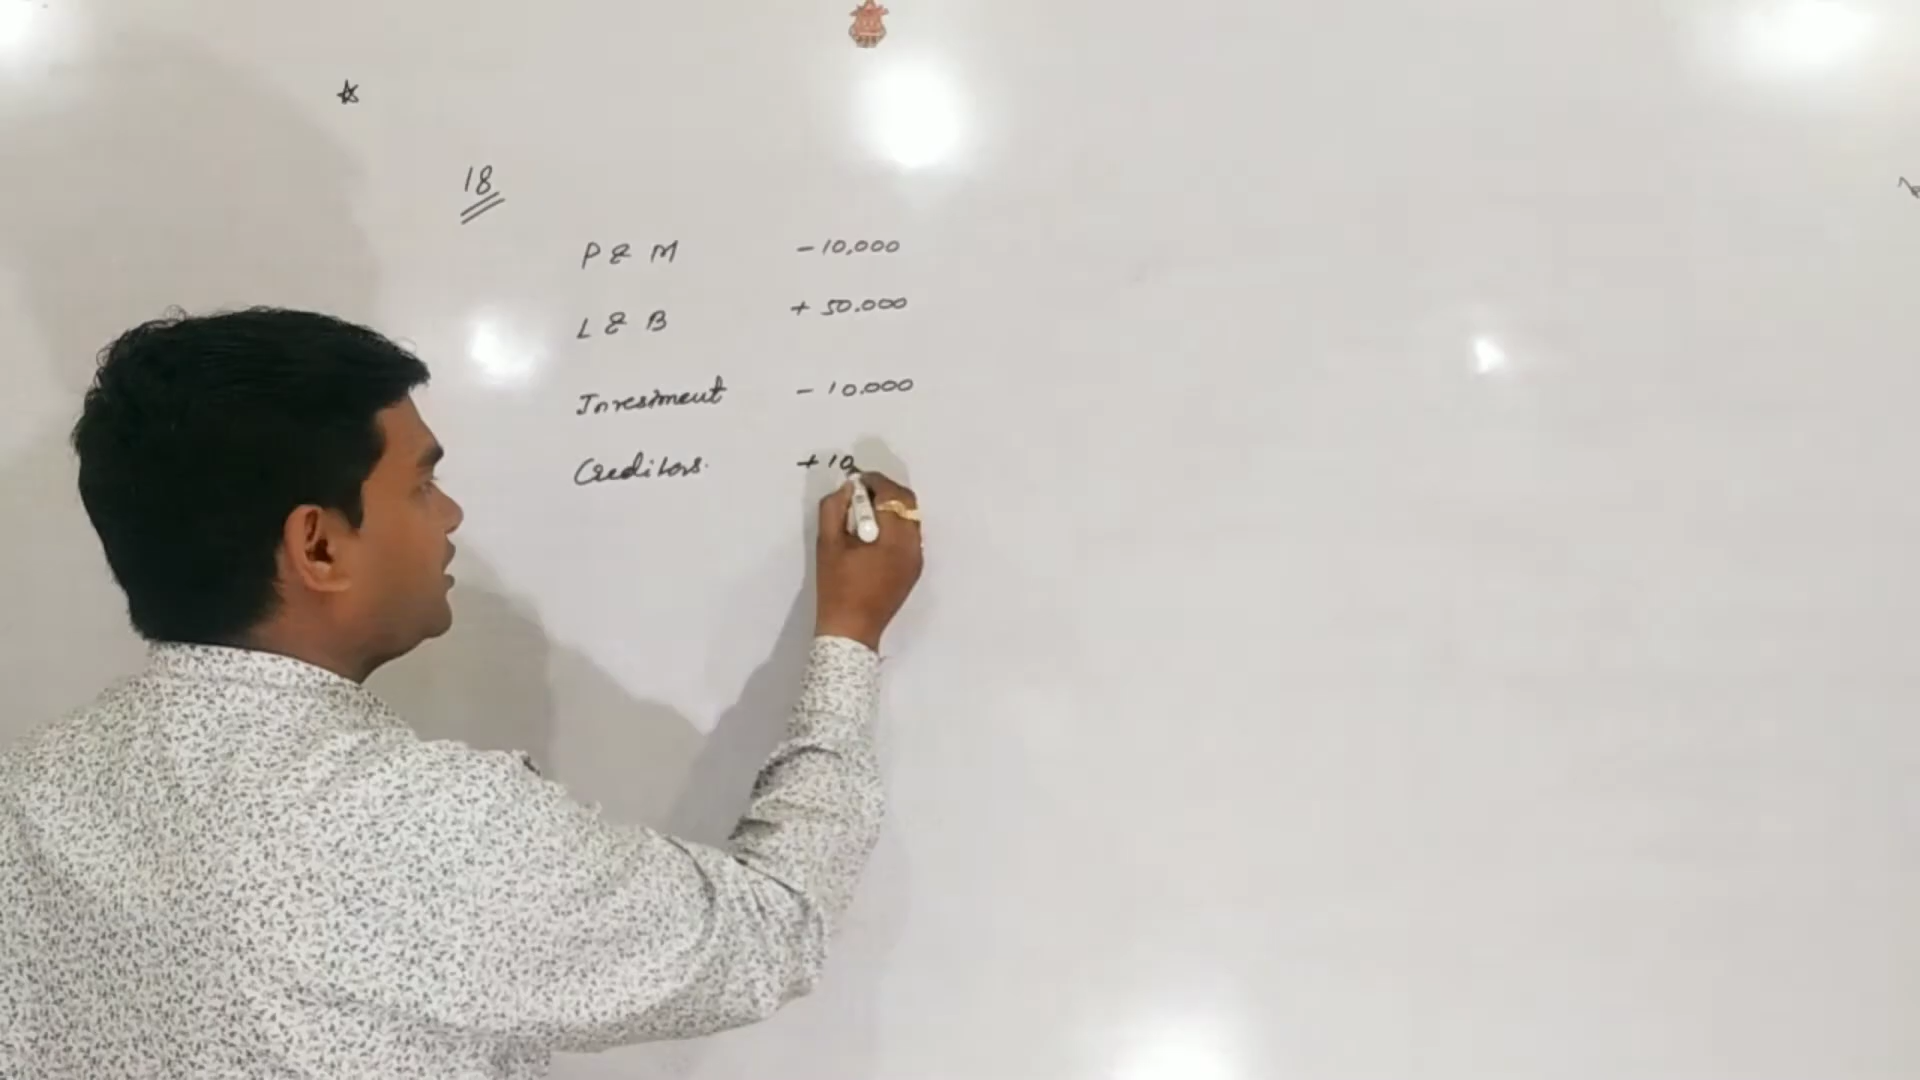 18
P & M - 10,000
L & B + 50.000
Investment - 10.000
Creditors. + 10